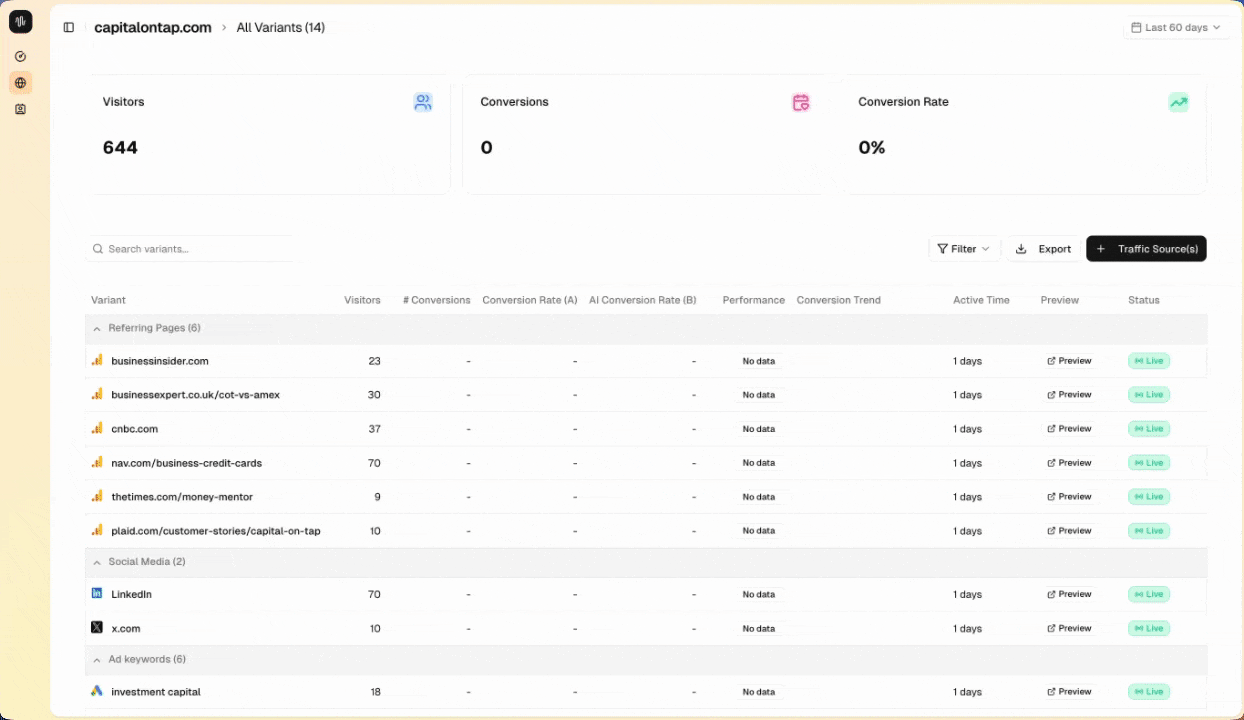 capitalontap.com > All Variants (14) Last 60 days
Visitors Conversions Conversion Rate
644 0 0%
Search variants... Filter Export + Traffic Source(s)
Variant Visitors # Conversions Conversion Rate (A) AI Conversion Rate (B) Performance Conversion Trend Active Time Preview Status
Referring Pages (6)
businessinsider.com 23 - - - No data 1 days Preview Live
businessexpert.co.uk/cot-vs-amex 30 - - - No data 1 days Preview Live
cnbc.com 37 - - - No data 1 days Preview Live
nav.com/business-credit-cards 70 - - - No data 1 days Preview Live
thetimes.com/money-mentor 9 - - - No data 1 days Preview Live
plaid.com/customer-stories/capital-on-tap 10 - - - No data 1 days Preview Live
Social Media (2)
in LinkedIn 70 - - - No data 1 days Preview Live
X x.com 10 - - - No data 1 days Preview Live
Ad keywords (6)
investment capital 18 - - - No data 1 days Preview Live